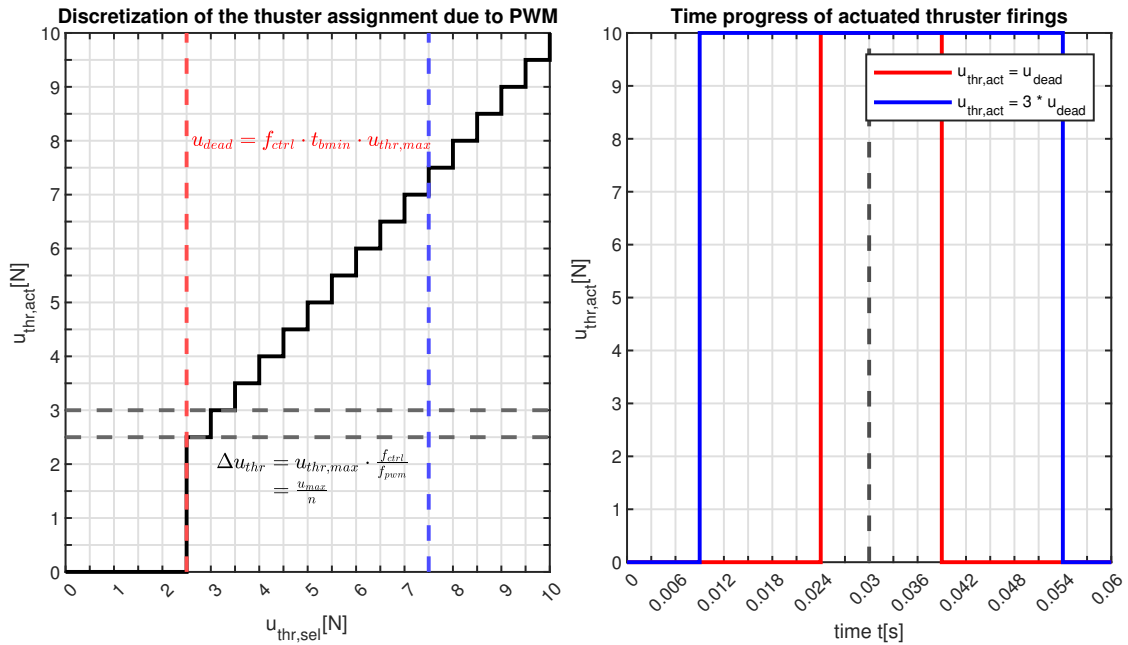 Discretization of the thuster assignment due to PWM
10
9
8
7
6
5
4
3
2
1
0
u_thr,act[N]
u_dead = f_ctrl · t_bmin · u_thr,max
Δu_thr = u_thr,max · f_ctrl/f_pwm
= u_max/n
0 1 2 3 4 5 6 7 8 9 10
u_thr,sel[N]
Time progress of actuated thruster firings
10
9
8
7
6
5
4
3
2
1
0
u_thr,act[N]
u_thr,act = u_dead
u_thr,act = 3 * u_dead
0 0.006 0.012 0.018 0.024 0.03 0.036 0.042 0.048 0.054 0.06
time t[s]